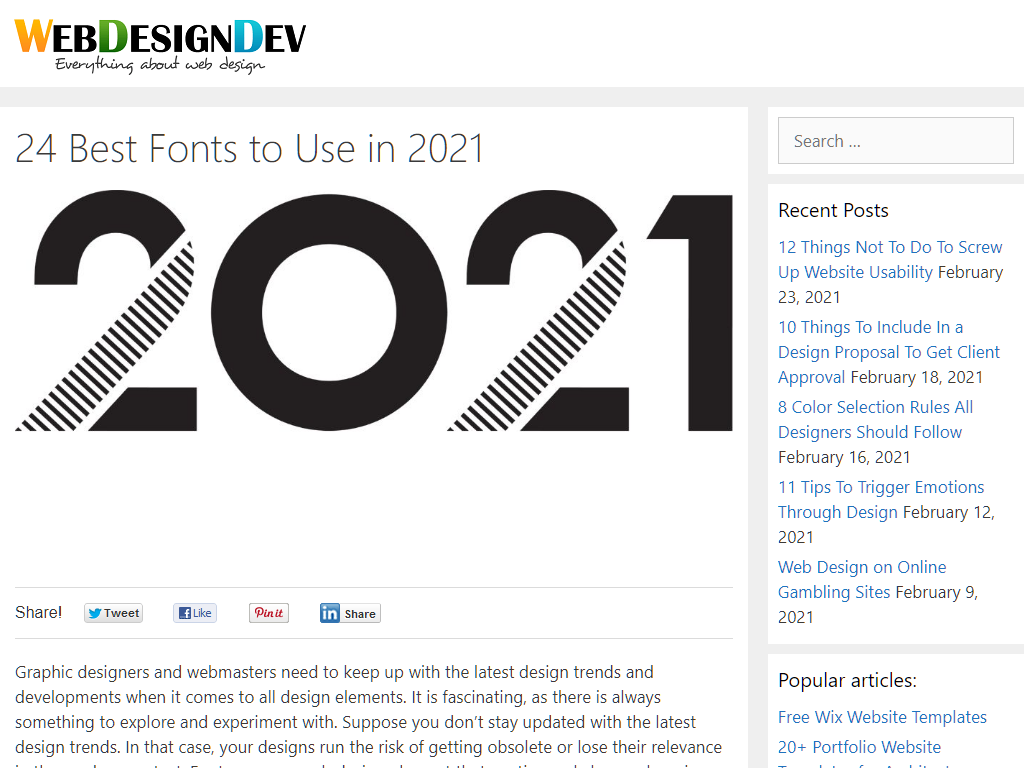 WEBDESIGNDEV
Everything about web design
24 Best Fonts to Use in 2021
2021
Share!
Tweet
Like
Pin it
in Share
Graphic designers and webmasters need to keep up with the latest design trends and
developments when it comes to all design elements. It is fascinating, as there is always
something to explore and experiment with. Suppose you don’t stay updated with the latest
design trends. In that case, your designs run the risk of getting obsolete or lose their relevance
Search ...
Recent Posts
12 Things Not To Do To Screw
Up Website Usability February
23, 2021
10 Things To Include In a
Design Proposal To Get Client
Approval February 18, 2021
8 Color Selection Rules All
Designers Should Follow
February 16, 2021
11 Tips To Trigger Emotions
Through Design February 12,
2021
Web Design on Online
Gambling Sites February 9,
2021
Popular articles:
Free Wix Website Templates
20+ Portfolio Website